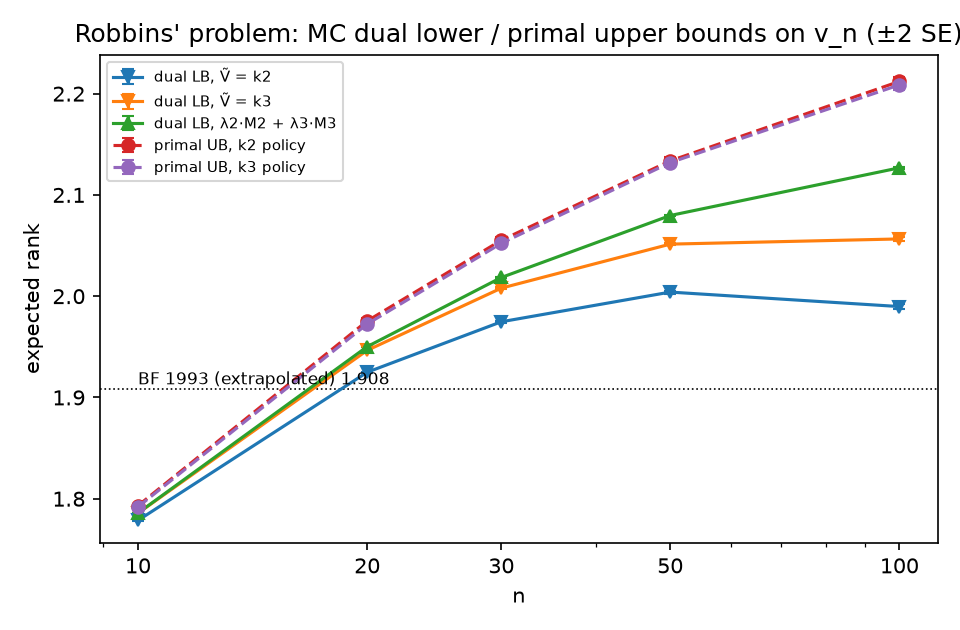 Robbins' problem: MC dual lower / primal upper bounds on v_n (±2 SE)
dual LB, Ṽ = k2
dual LB, Ṽ = k3
dual LB, λ2·M2 + λ3·M3
primal UB, k2 policy
primal UB, k3 policy
expected rank
2.2
2.1
2.0
1.9
1.8
BF 1993 (extrapolated) 1.908
10
20
30
50
100
n